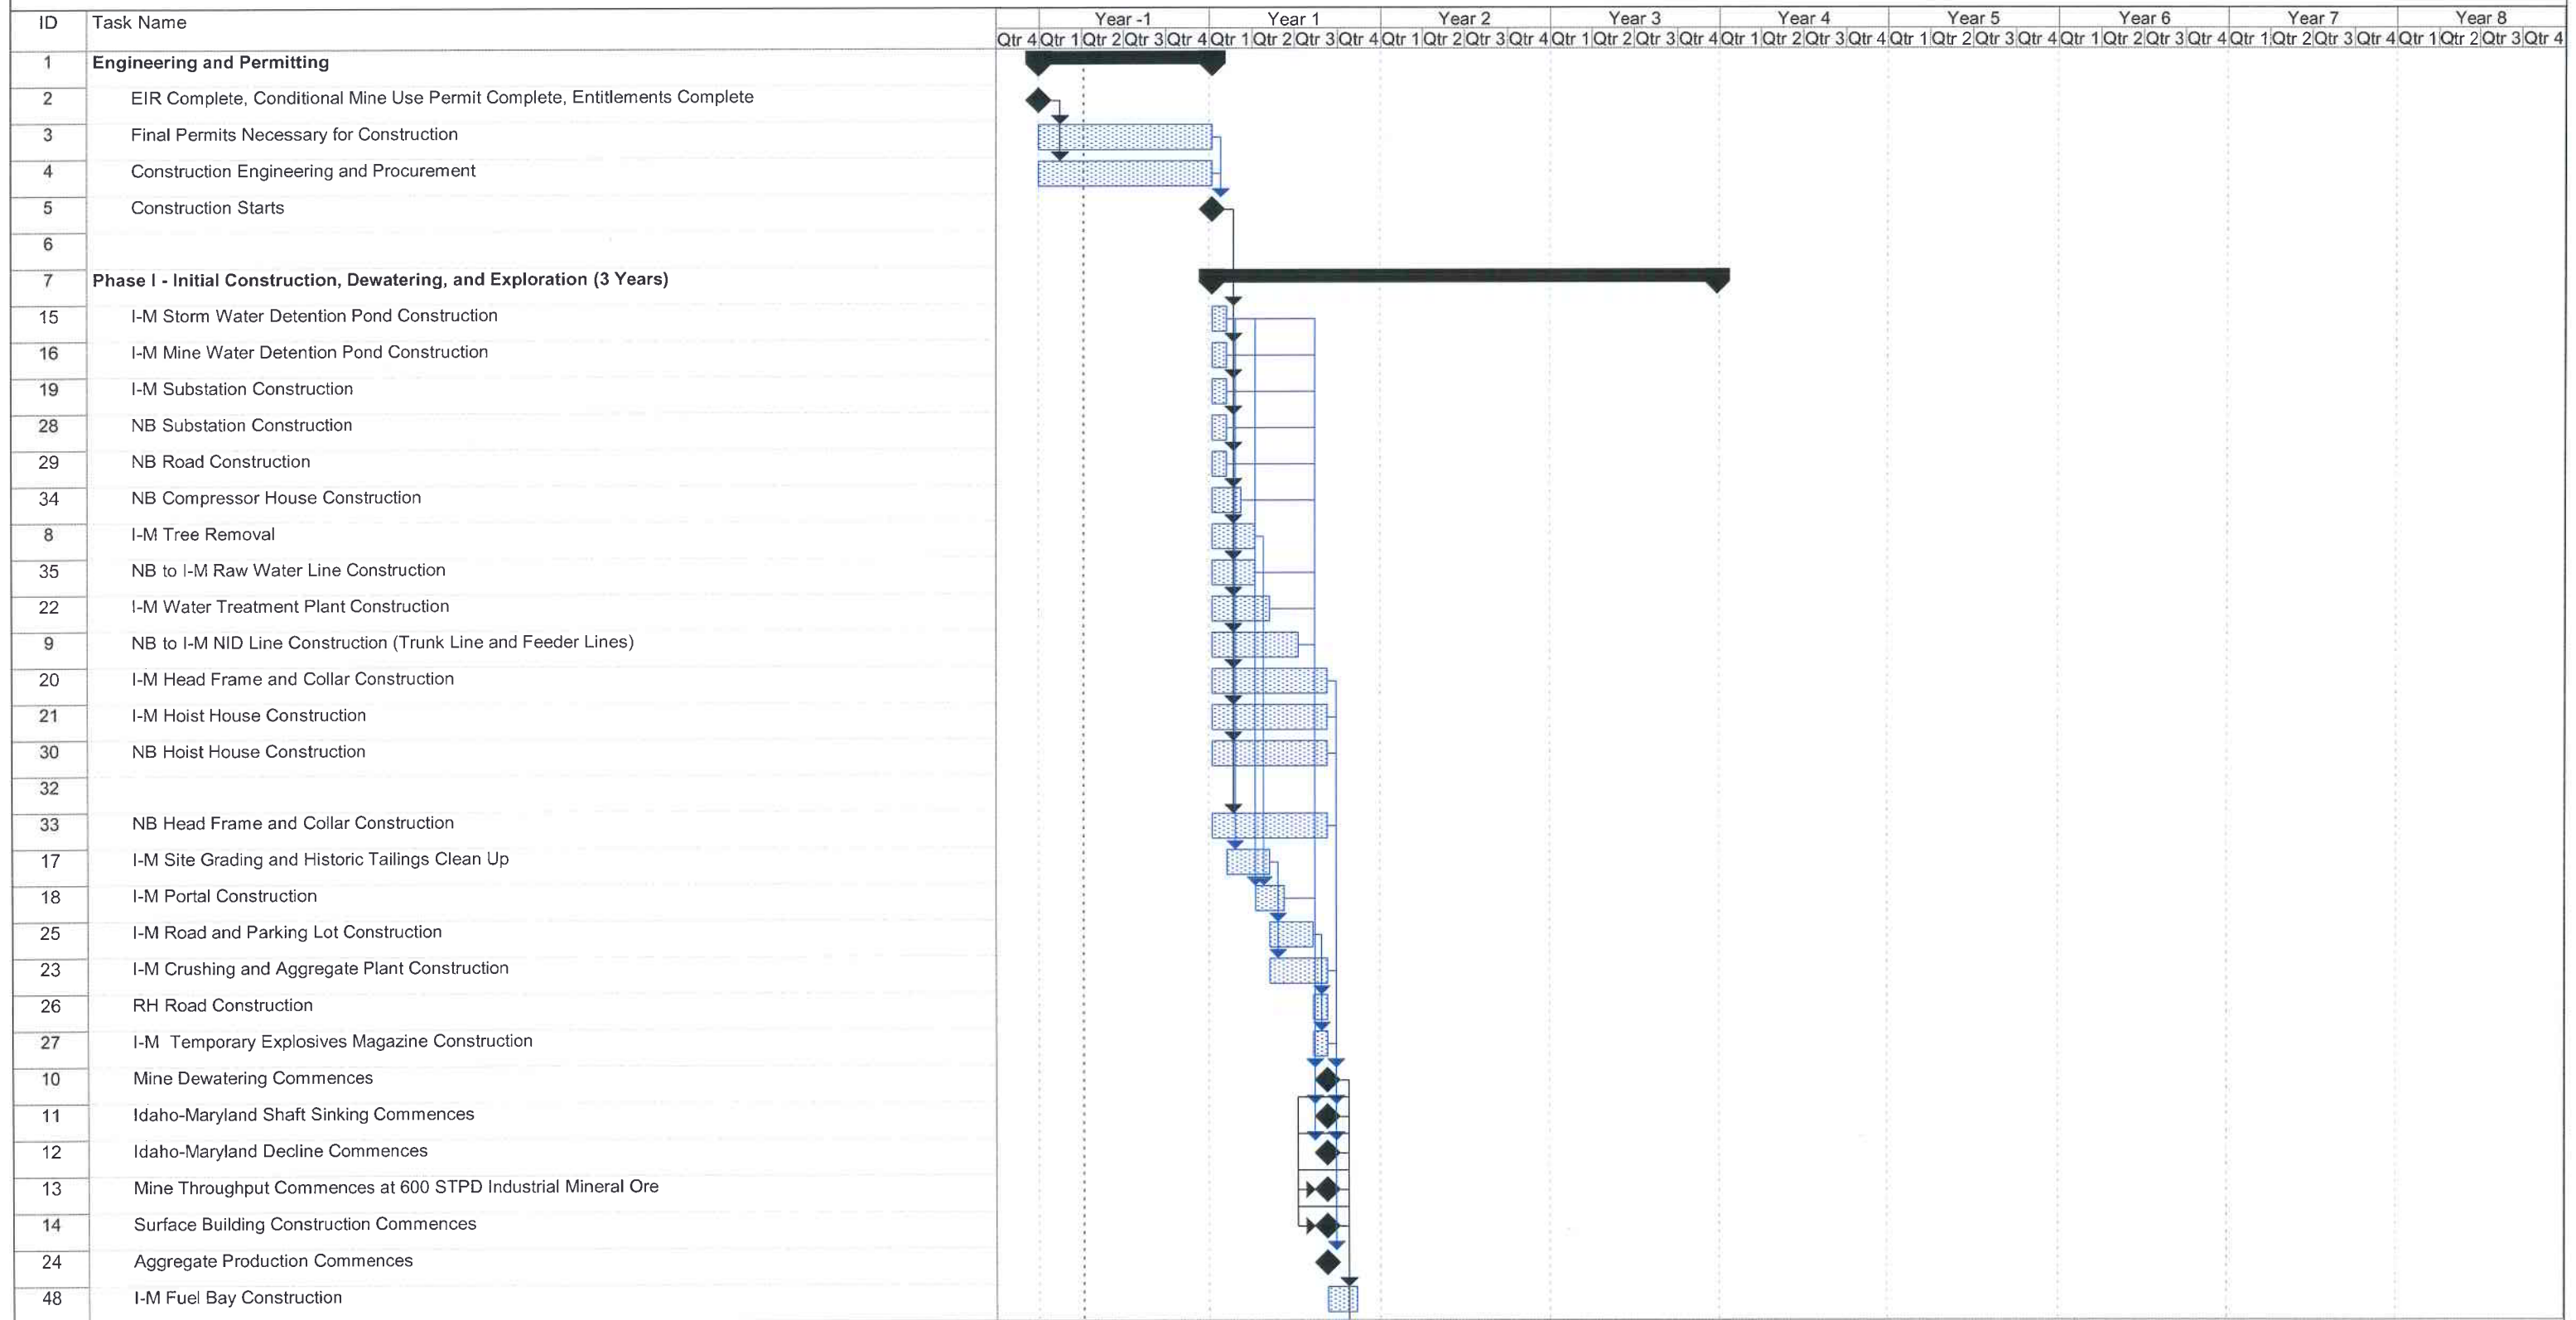 ID Task Name Year -1 Year 1 Year 2 Year 3 Year 4 Year 5 Year 6 Year 7 Year 8
Qtr 4 Qtr 1 Qtr 2 Qtr 3 Qtr 4 Qtr 1 Qtr 2 Qtr 3 Qtr 4 Qtr 1 Qtr 2 Qtr 3 Qtr 4 Qtr 1 Qtr 2 Qtr 3 Qtr 4 Qtr 1 Qtr 2 Qtr 3 Qtr 4 Qtr 1 Qtr 2 Qtr 3 Qtr 4 Qtr 1 Qtr 2 Qtr 3 Qtr 4 Qtr 1 Qtr 2 Qtr 3 Qtr 4 Qtr 1 Qtr 2 Qtr 3 Qtr 4
1 Engineering and Permitting
2 EIR Complete, Conditional Mine Use Permit Complete, Entitlements Complete
3 Final Permits Necessary for Construction
4 Construction Engineering and Procurement
5 Construction Starts
6
7 Phase I - Initial Construction, Dewatering, and Exploration (3 Years)
15 I-M Storm Water Detention Pond Construction
16 I-M Mine Water Detention Pond Construction
19 I-M Substation Construction
28 NB Substation Construction
29 NB Road Construction
34 NB Compressor House Construction
8 I-M Tree Removal
35 NB to I-M Raw Water Line Construction
22 I-M Water Treatment Plant Construction
9 NB to I-M NID Line Construction (Trunk Line and Feeder Lines)
20 I-M Head Frame and Collar Construction
21 I-M Hoist House Construction
30 NB Hoist House Construction
32
33 NB Head Frame and Collar Construction
17 I-M Site Grading and Historic Tailings Clean Up
18 I-M Portal Construction
25 I-M Road and Parking Lot Construction
23 I-M Crushing and Aggregate Plant Construction
26 RH Road Construction
27 I-M Temporary Explosives Magazine Construction
10 Mine Dewatering Commences
11 Idaho-Maryland Shaft Sinking Commences
12 Idaho-Maryland Decline Commences
13 Mine Throughput Commences at 600 STPD Industrial Mineral Ore
14 Surface Building Construction Commences
24 Aggregate Production Commences
48 I-M Fuel Bay Construction